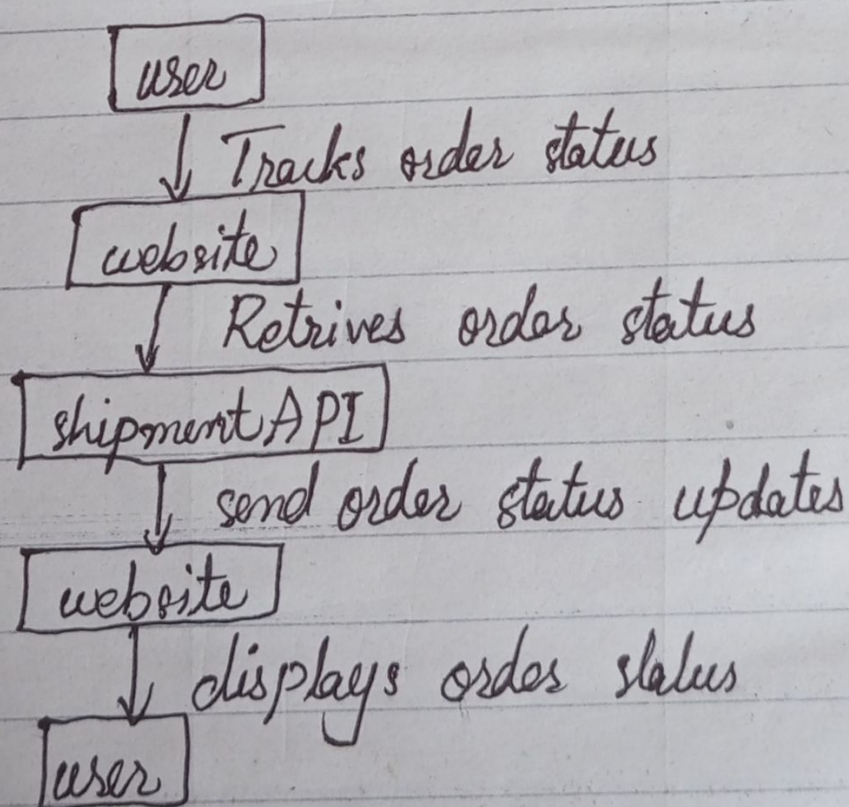 user
Tracks order status
website
Retrives order status
shipment API
send order status updates
website
displays order status
user